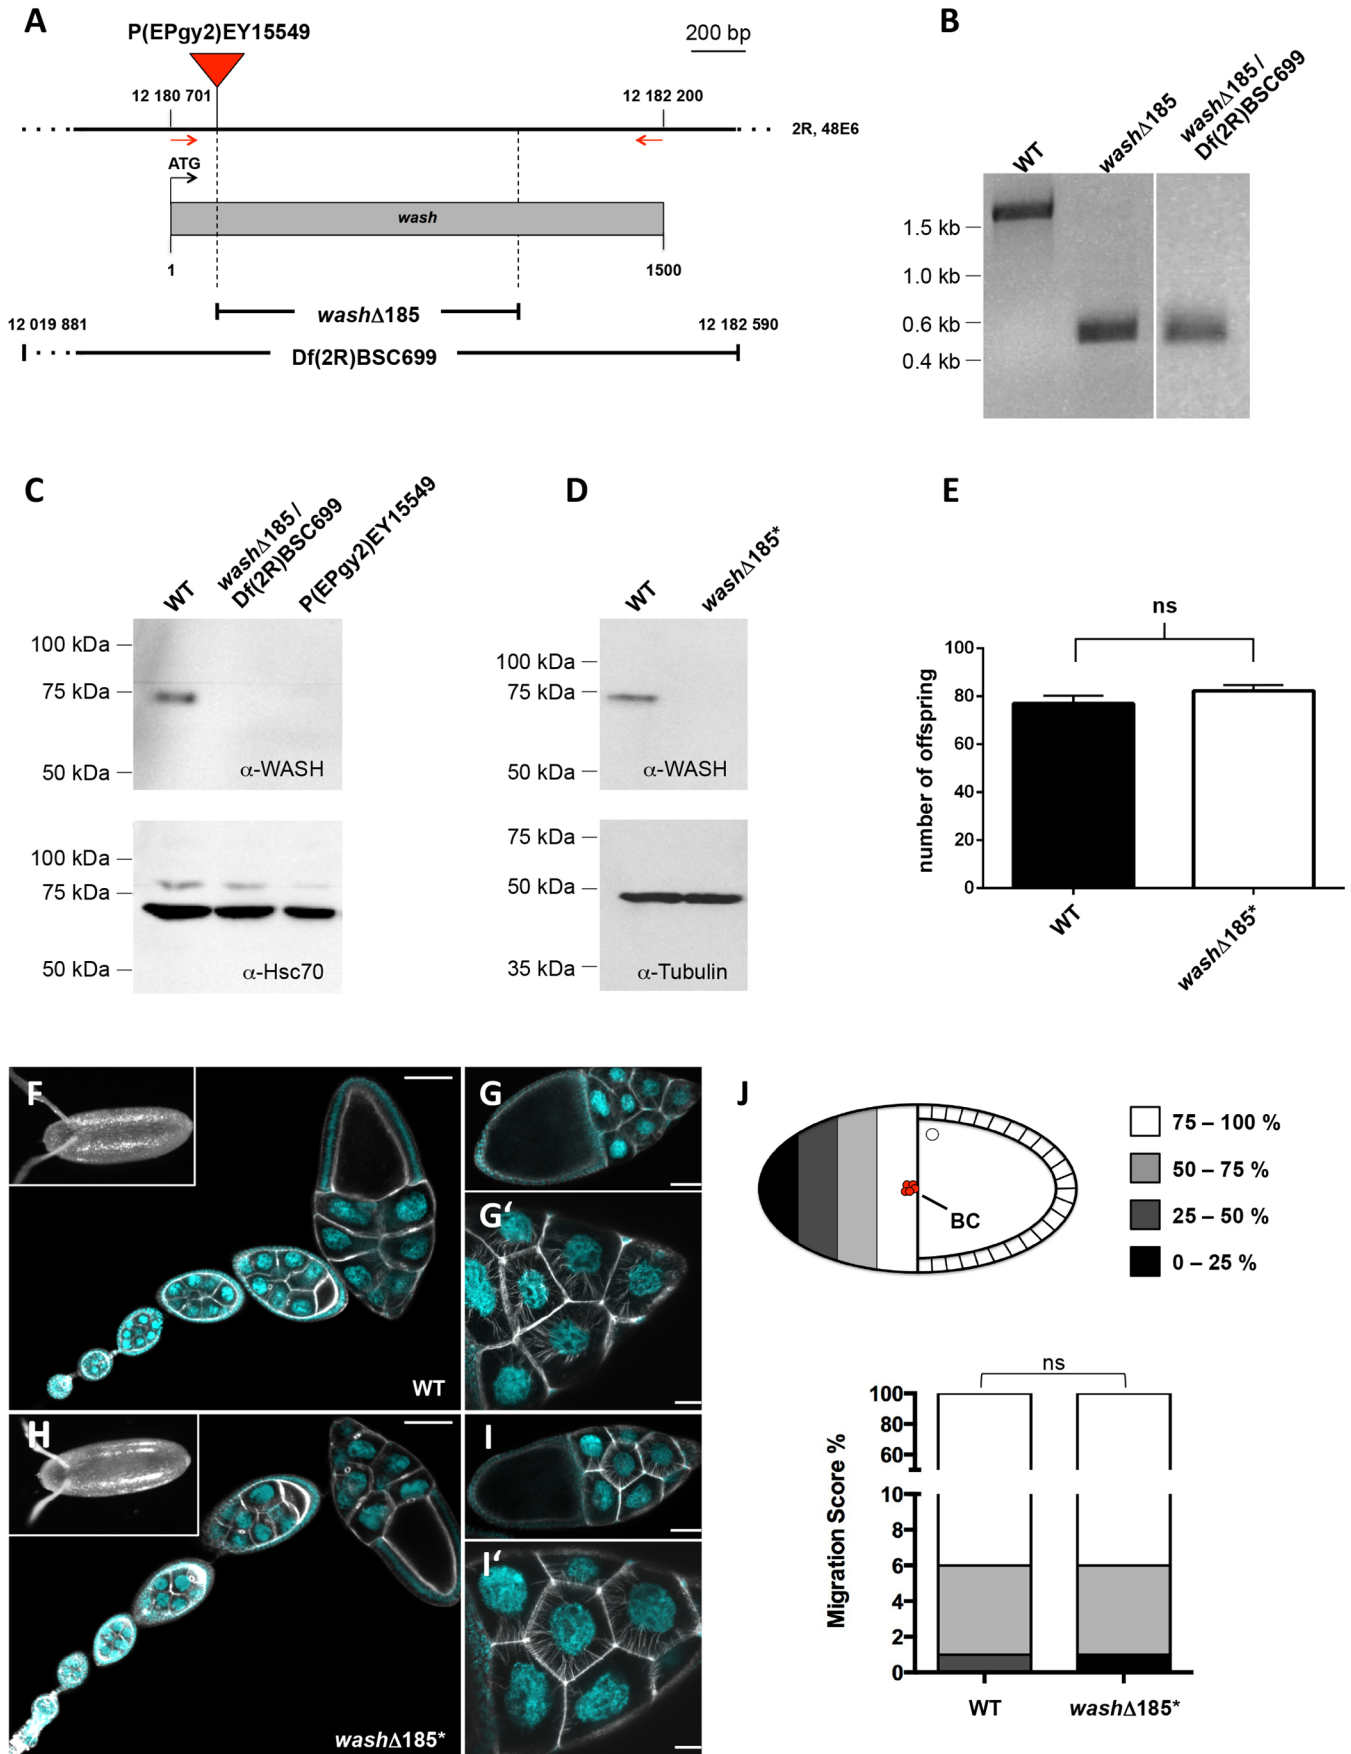 A
P(EPgy2)EY15549
200 bp
12 180 701
12 182 200
2R, 48E6
ATG
wash
1
1500
washΔ185
12 019 881
12 182 590
Df(2R)BSC699
B
WT
washΔ185
washΔ185 /
Df(2R)BSC699
1.5 kb
1.0 kb
0.6 kb
0.4 kb
C
WT
washΔ185 /
Df(2R)BSC699
P(EPgy2)EY15549
100 kDa
75 kDa
50 kDa
α-WASH
100 kDa
75 kDa
50 kDa
α-Hsc70
D
WT
washΔ185*
100 kDa
75 kDa
50 kDa
α-WASH
75 kDa
50 kDa
35 kDa
α-Tubulin
E
ns
number of offspring
100
80
60
40
20
0
WT
washΔ185*
F
WT
G
G‘
H
washΔ185*
I
I‘
J
BC
75 – 100 %
50 – 75 %
25 – 50 %
0 – 25 %
ns
Migration Score %
100
80
60
10
8
6
4
2
0
WT
washΔ185*